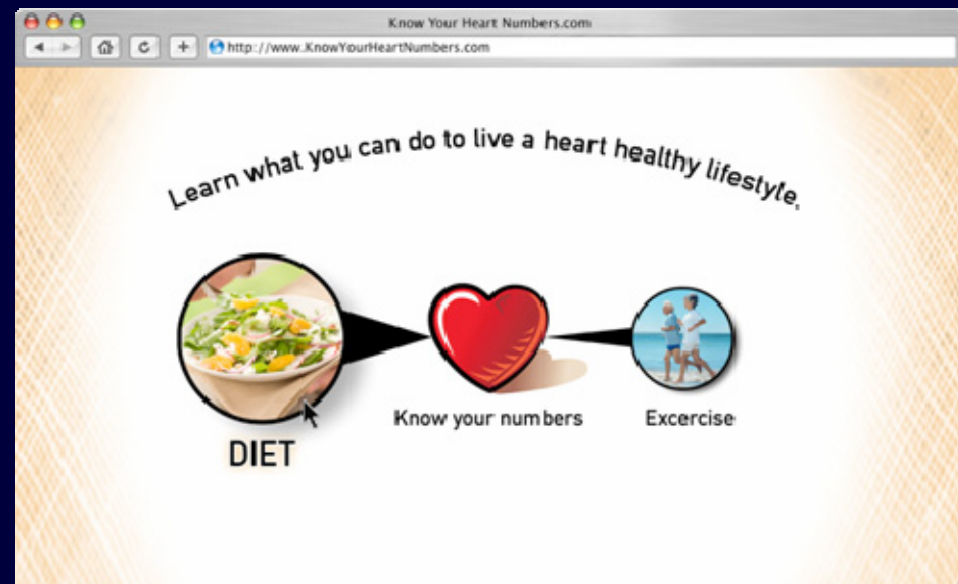 Know Your Heart Numbers.com
http://www.KnowYourHeartNumbers.com
Learn what you can do to live a heart healthy lifestyle.
Know your numbers
Excercise
DIET